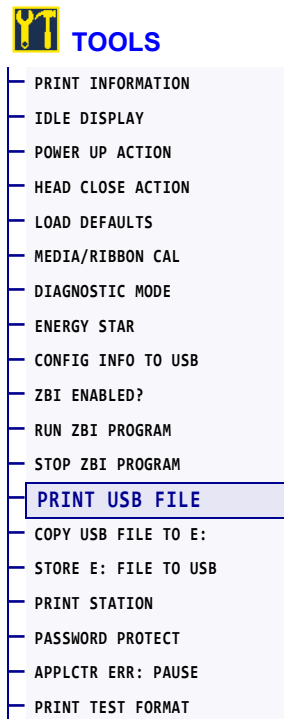 TOOLS
PRINT INFORMATION
IDLE DISPLAY
POWER UP ACTION
HEAD CLOSE ACTION
LOAD DEFAULTS
MEDIA/RIBBON CAL
DIAGNOSTIC MODE
ENERGY STAR
CONFIG INFO TO USB
ZBI ENABLED?
RUN ZBI PROGRAM
STOP ZBI PROGRAM
PRINT USB FILE
COPY USB FILE TO E:
STORE E: FILE TO USB
PRINT STATION
PASSWORD PROTECT
APPLCTR ERR: PAUSE
PRINT TEST FORMAT